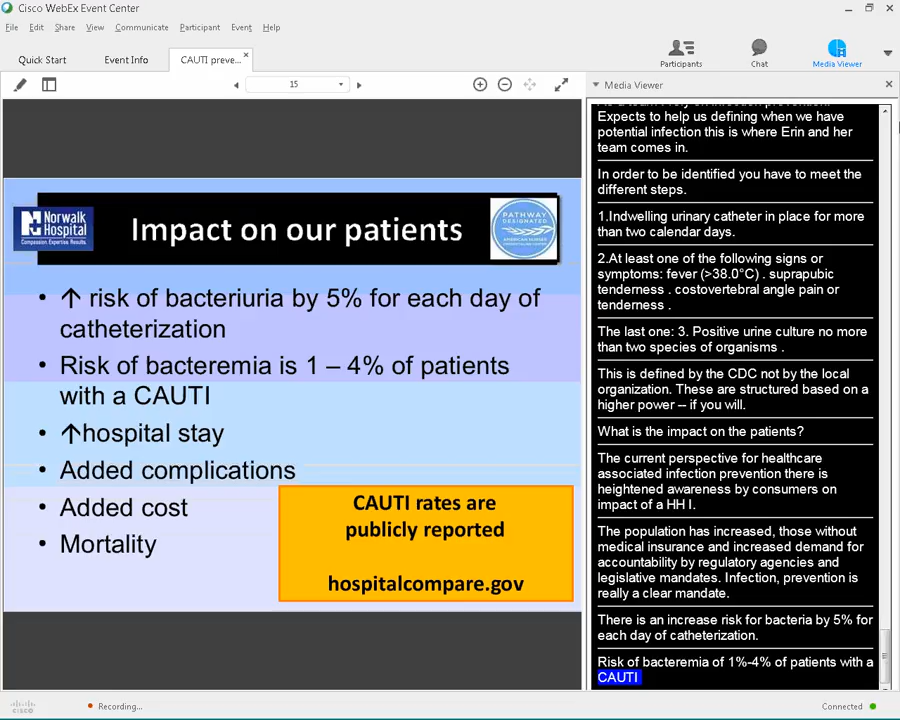 Cisco WebEx Event Center
File Edit Share View Communicate Participant Event Help
Quick Start Event Info CAUTI preve...
Participants Chat Media Viewer
15
Media Viewer
Norwalk
Hospital
Compassion. Expertise. Results.
Impact on our patients
PATHWAY
DESIGNATED
AMERICAN NURSES
CREDENTIALING CENTER
• ↑ risk of bacteriuria by 5% for each day of
catheterization
• Risk of bacteremia is 1 – 4% of patients
with a CAUTI
• ↑hospital stay
• Added complications
• Added cost
• Mortality
CAUTI rates are
publicly reported
hospitalcompare.gov
Expects to help us defining when we have
potential infection this is where Erin and her
team comes in.
In order to be identified you have to meet the
different steps.
1.Indwelling urinary catheter in place for more
than two calendar days.
2.At least one of the following signs or
symptoms: fever (>38.0°C) . suprapubic
tenderness . costovertebral angle pain or
tenderness .
The last one: 3. Positive urine culture no more
than two species of organisms .
This is defined by the CDC not by the local
organization. These are structured based on a
higher power -- if you will.
What is the impact on the patients?
The current perspective for healthcare
associated infection prevention there is
heightened awareness by consumers on
impact of a HH I.
The population has increased, those without
medical insurance and increased demand for
accountability by regulatory agencies and
legislative mandates. Infection, prevention is
really a clear mandate.
There is an increase risk for bacteria by 5% for
each day of catheterization.
Risk of bacteremia of 1%-4% of patients with a
CAUTI
cisco
Recording...
Connected